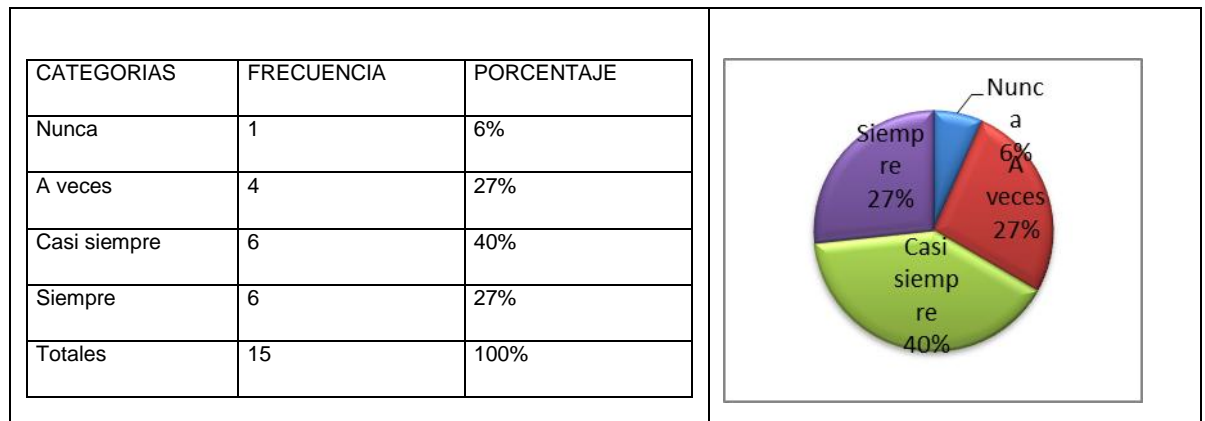 CATEGORIAS FRECUENCIA PORCENTAJE
Nunca 1 6%
A veces 4 27%
Casi siempre 6 40%
Siempre 6 27%
Totales 15 100%
Nunc
a
6%
A
veces
27%
Casi
siemp
re
40%
Siemp
re
27%